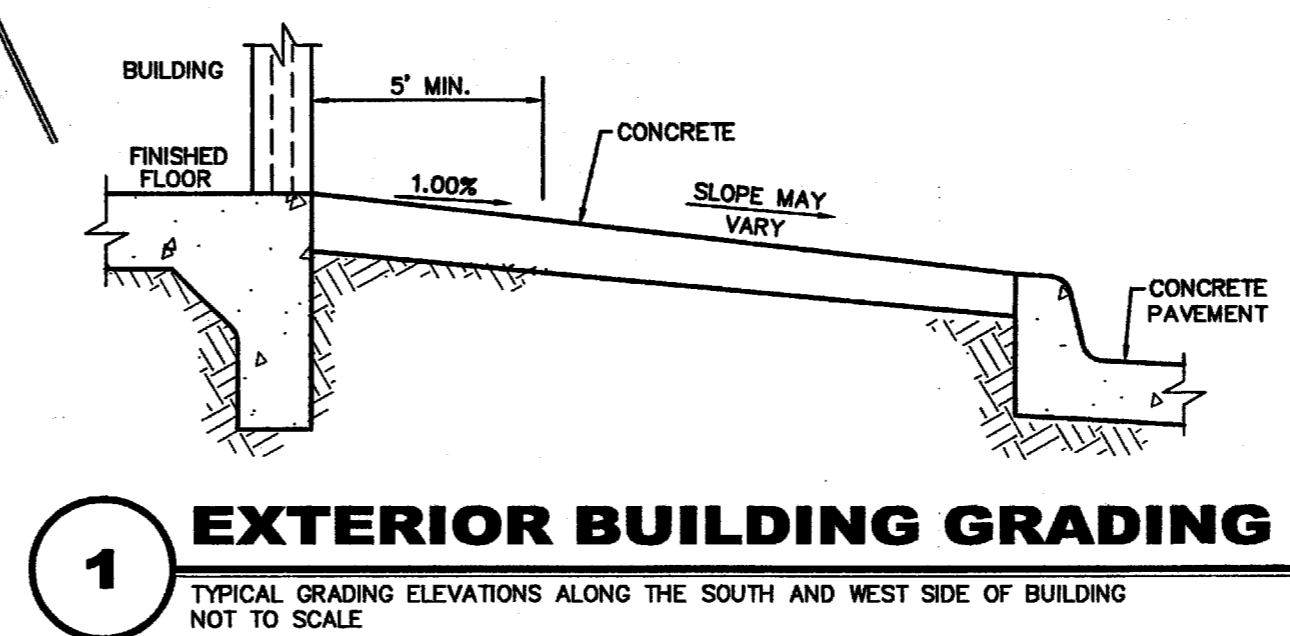 BUILDING
5' MIN.
CONCRETE
FINISHED
FLOOR
1.00%
SLOPE MAY
VARY
CONCRETE
PAVEMENT
1
EXTERIOR BUILDING GRADING
TYPICAL GRADING ELEVATIONS ALONG THE SOUTH AND WEST SIDE OF BUILDING
NOT TO SCALE